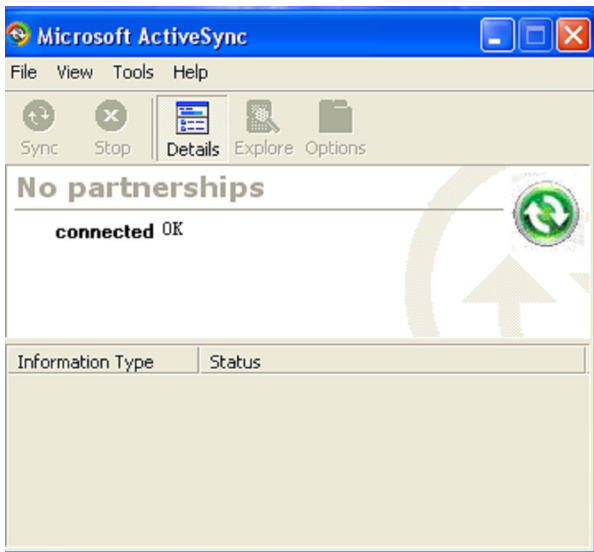 Microsoft ActiveSync
File View Tools Help
Sync Stop Details Explore Options
No partnerships
connected OK
Information Type Status